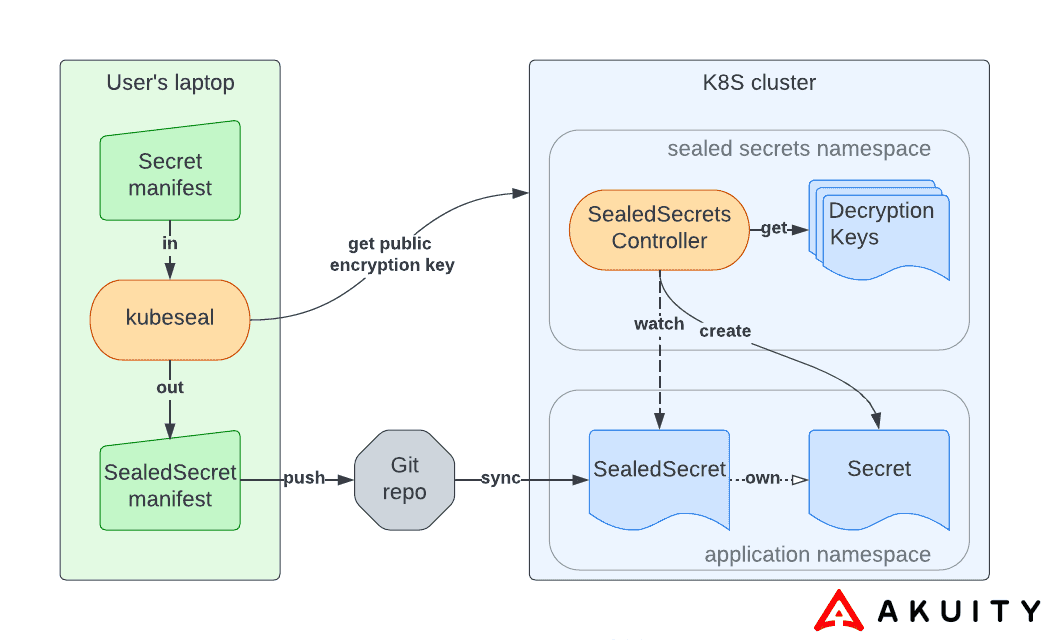 User's laptop
Secret
manifest
in
kubeseal
out
SealedSecret
manifest
get public
encryption key
push
Git
repo
sync
K8S cluster
sealed secrets namespace
SealedSecrets
Controller
get
Decryption
Keys
watch
create
SealedSecret
own
Secret
application namespace
AKUITY